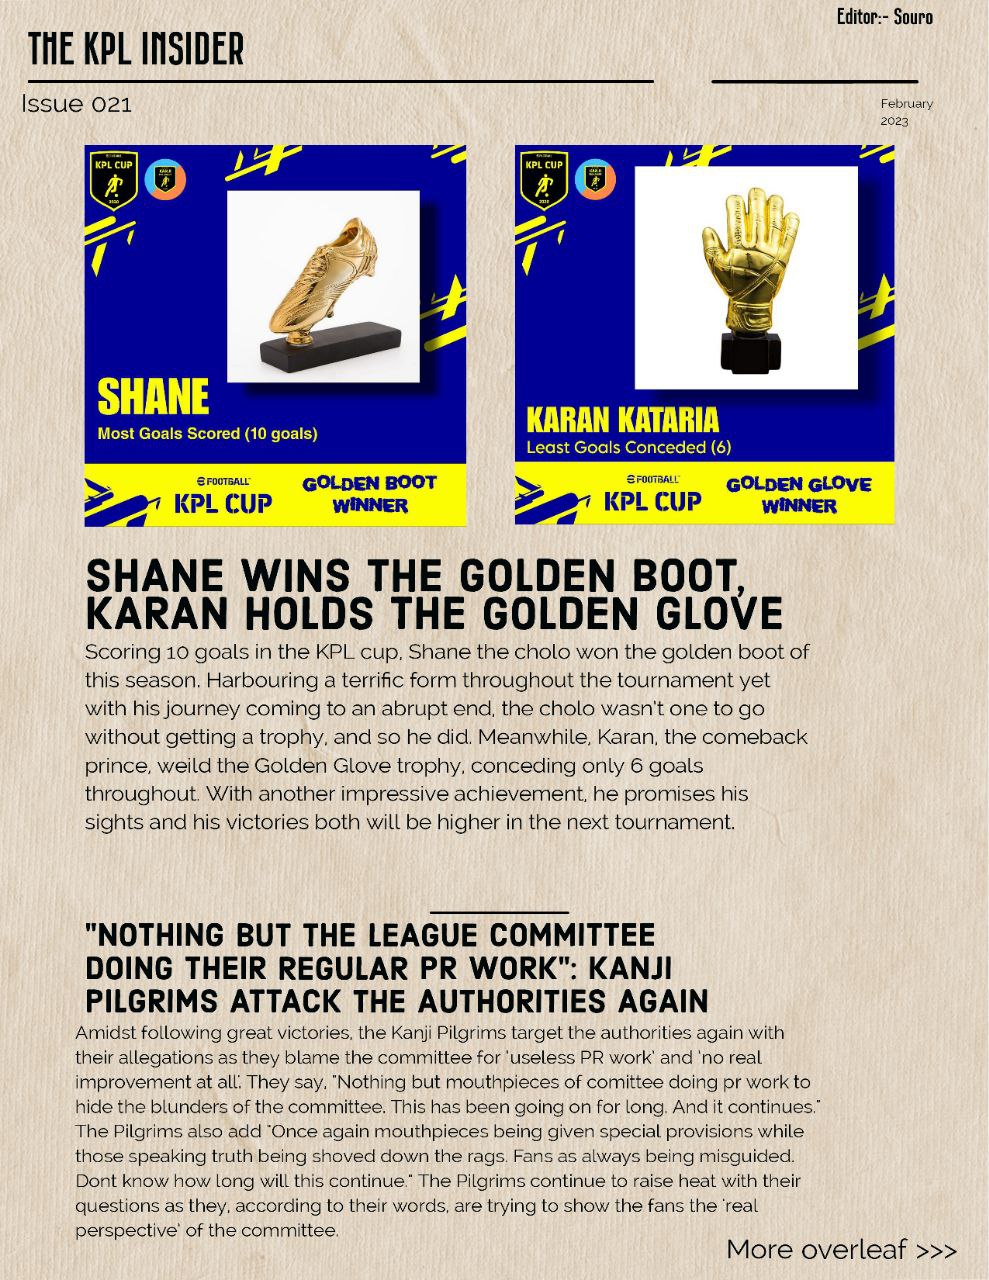 Editor:- Souro
THE KPL INSIDER
Issue 021
February
2023
KPL CUP
2020
SHANE
Most Goals Scored (10 goals)
eFOOTBALL
KPL CUP
GOLDEN BOOT
WINNER
KPL CUP
2020
KARAN KATARIA
Least Goals Conceded (6)
eFOOTBALL
KPL CUP
GOLDEN GLOVE
WINNER
SHANE WINS THE GOLDEN BOOT,
KARAN HOLDS THE GOLDEN GLOVE
Scoring 10 goals in the KPL cup, Shane the cholo won the golden boot of
this season. Harbouring a terrific form throughout the tournament yet
with his journey coming to an abrupt end, the cholo wasn't one to go
without getting a trophy, and so he did. Meanwhile, Karan, the comeback
prince, weild the Golden Glove trophy, conceding only 6 goals
throughout. With another impressive achievement, he promises his
sights and his victories both will be higher in the next tournament.
"NOTHING BUT THE LEAGUE COMMITTEE
DOING THEIR REGULAR PR WORK": KANJI
PILGRIMS ATTACK THE AUTHORITIES AGAIN
Amidst following great victories, the Kanji Pilgrims target the authorities again with
their allegations as they blame the committee for 'useless PR work' and 'no real
improvement at all'. They say, "Nothing but mouthpieces of comittee doing pr work to
hide the blunders of the committee. This has been going on for long. And it continues."
The Pilgrims also add "Once again mouthpieces being given special provisions while
those speaking truth being shoved down the rags. Fans as always being misguided.
Dont know how long will this continue." The Pilgrims continue to raise heat with their
questions as they, according to their words, are trying to show the fans the 'real
perspective' of the committee.
More overleaf >>>